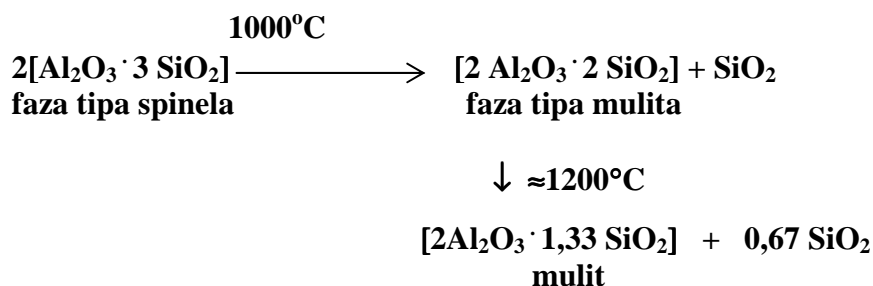 1000°C
2[Al₂O₃ · 3 SiO₂] ⟶ [2 Al₂O₃ · 2 SiO₂] + SiO₂
faza tipa spinela faza tipa mulita
↓ ≈1200°C
[2Al₂O₃ · 1,33 SiO₂] + 0,67 SiO₂
mulit